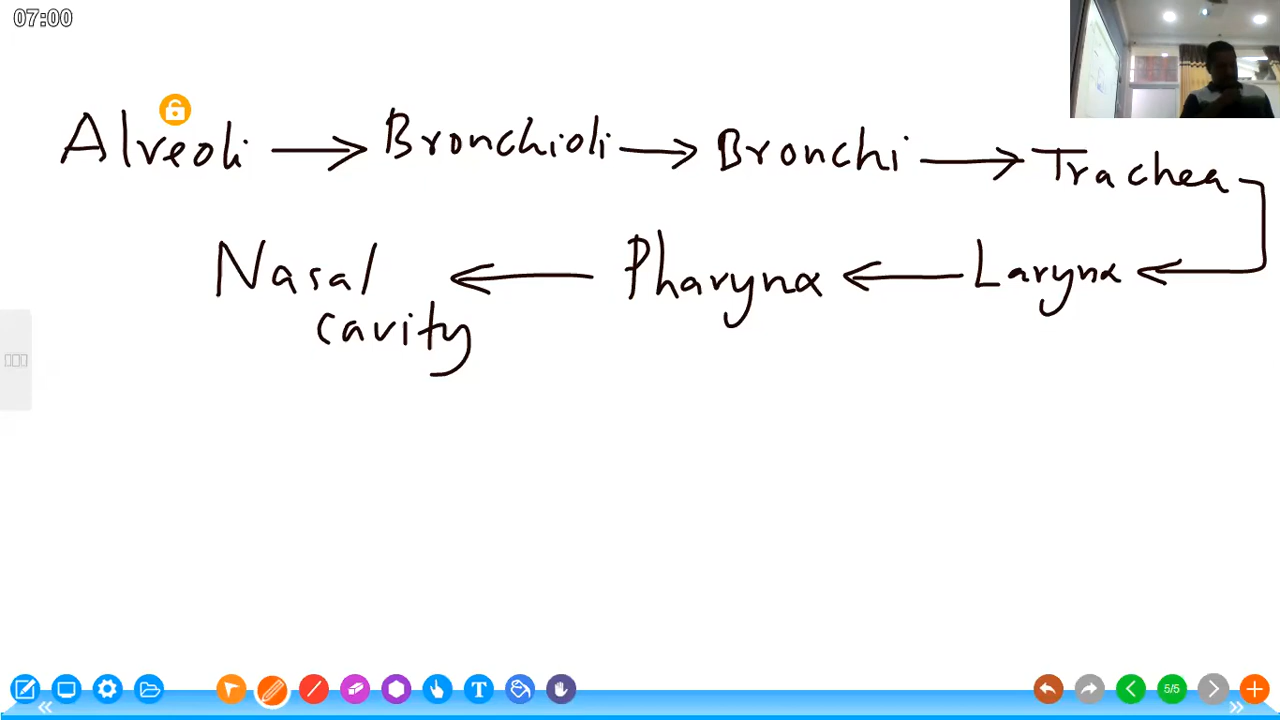 07:00
Alveoli → Bronchioli → Bronchi → Trachea
Nasal ← Pharynx ← Larynx ←
cavity
T
5/5